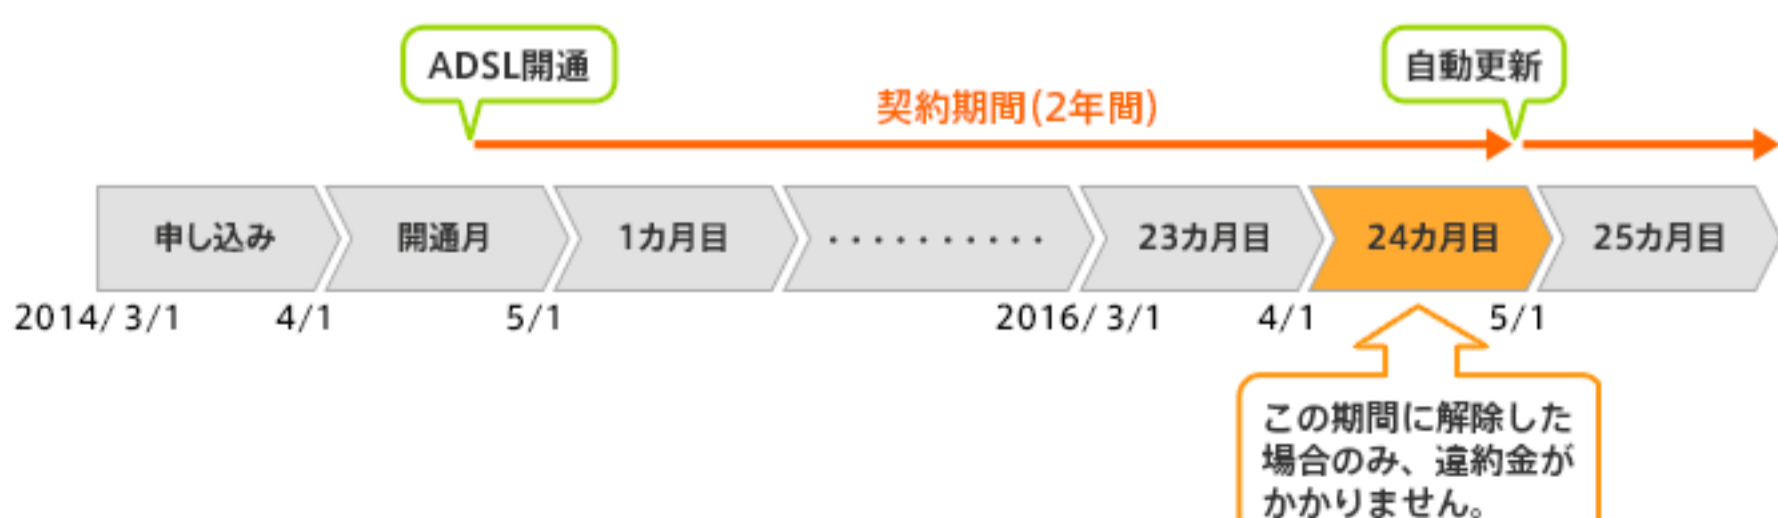 ADSL開通
自動更新
契約期間(2年間)
申し込み
開通月
1カ月目
··········
23カ月目
24カ月目
25カ月目
2014/ 3/1
4/1
5/1
2016/ 3/1
4/1
5/1
この期間に解除した
場合のみ、違約金が
かかりません。